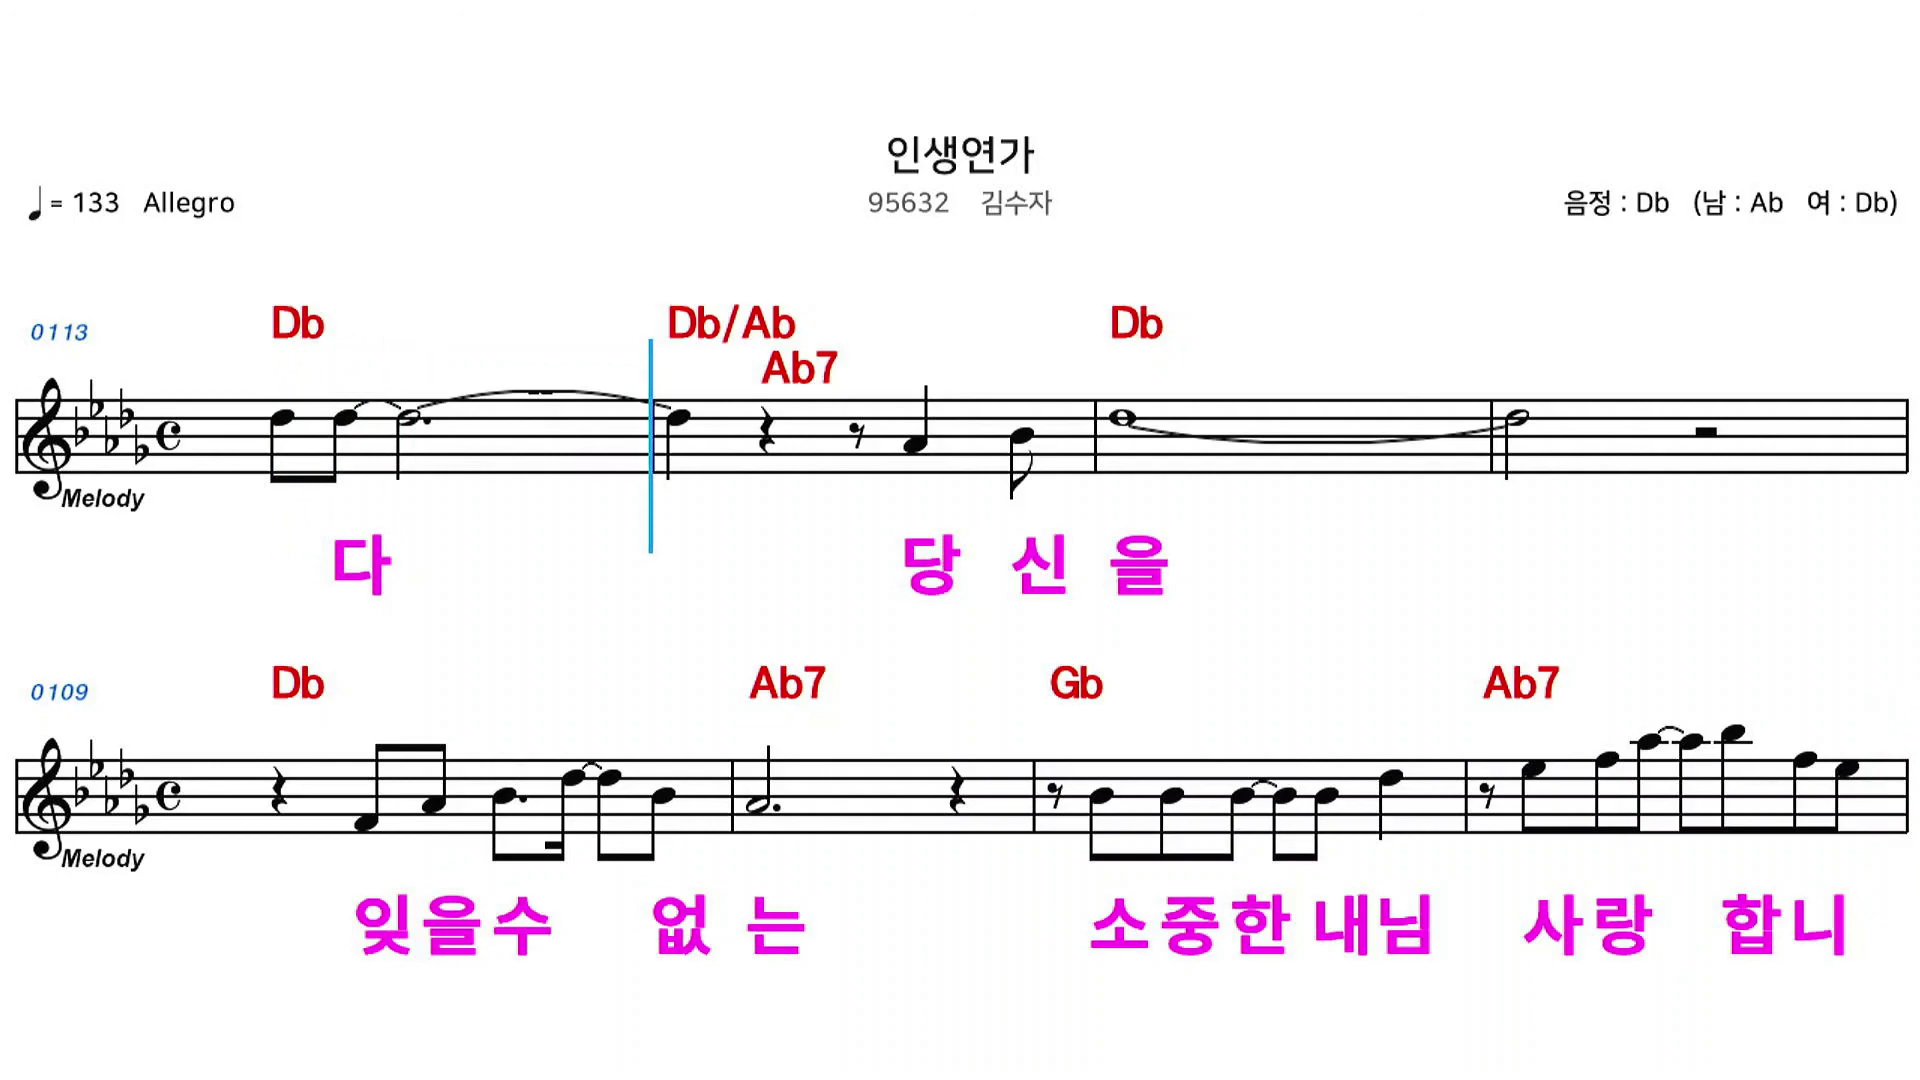 인생연가
♩= 133 Allegro
95632 김수자
음정 : Db (남 : Ab 여 : Db)
0113 Db Db/Ab Ab7 Db
Melody
다 당 신 을
0109 Db Ab7 Gb Ab7
Melody
잊을수 없 는 소중한 내님 사랑 합니